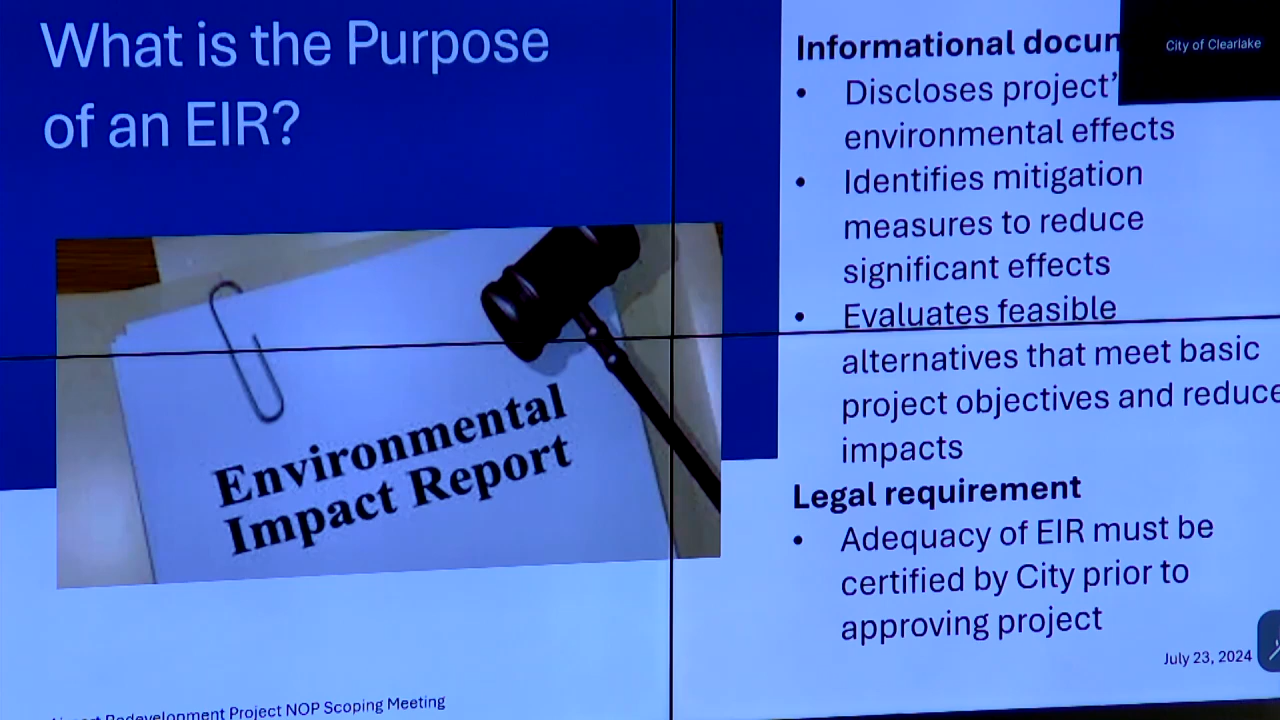 What is the Purpose
of an EIR?
Environmental
Impact Report
Informational docum
City of Clearlake
• Discloses project'
environmental effects
• Identifies mitigation
measures to reduce
significant effects
• Evaluates feasible
alternatives that meet basic
project objectives and reduce
impacts
Legal requirement
• Adequacy of EIR must be
certified by City prior to
approving project
July 23, 2024
Redevelopment Project NOP Scoping Meeting